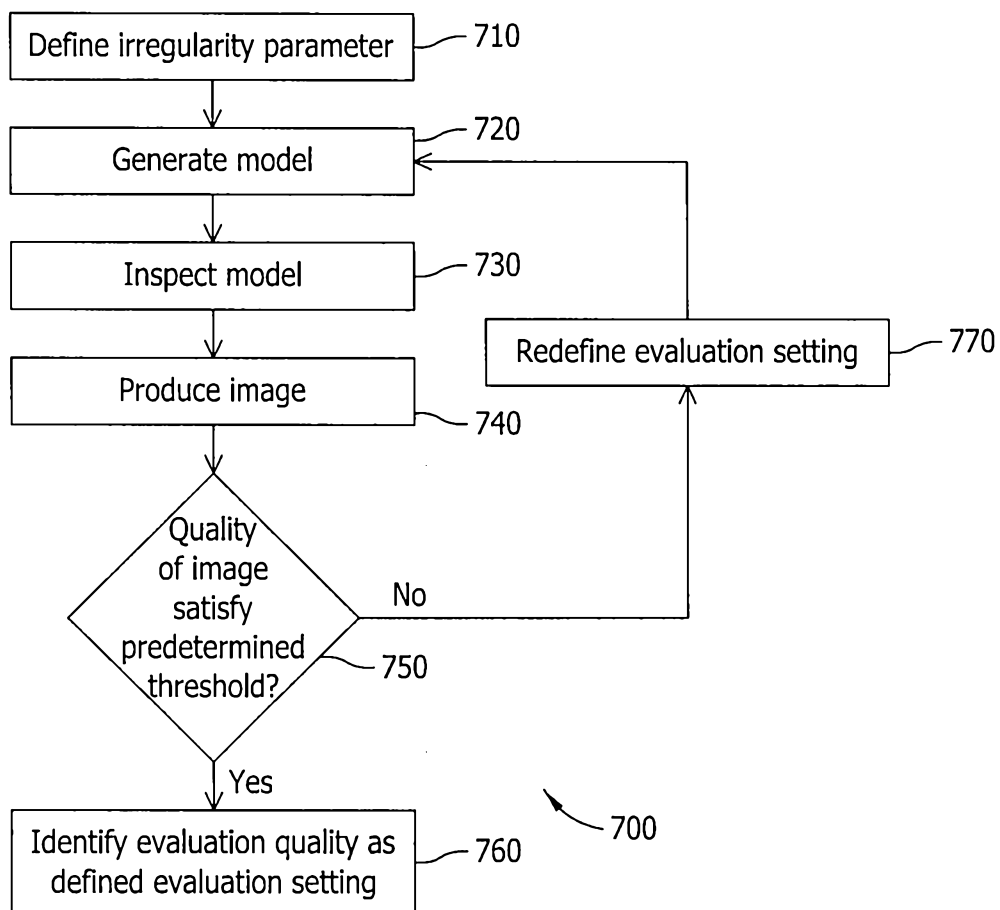 Define irregularity parameter
710
Generate model
720
Inspect model
730
Produce image
740
Redefine evaluation setting
770
Quality
of image
satisfy
predetermined
threshold?
750
No
Yes
Identify evaluation quality as
defined evaluation setting
760
700